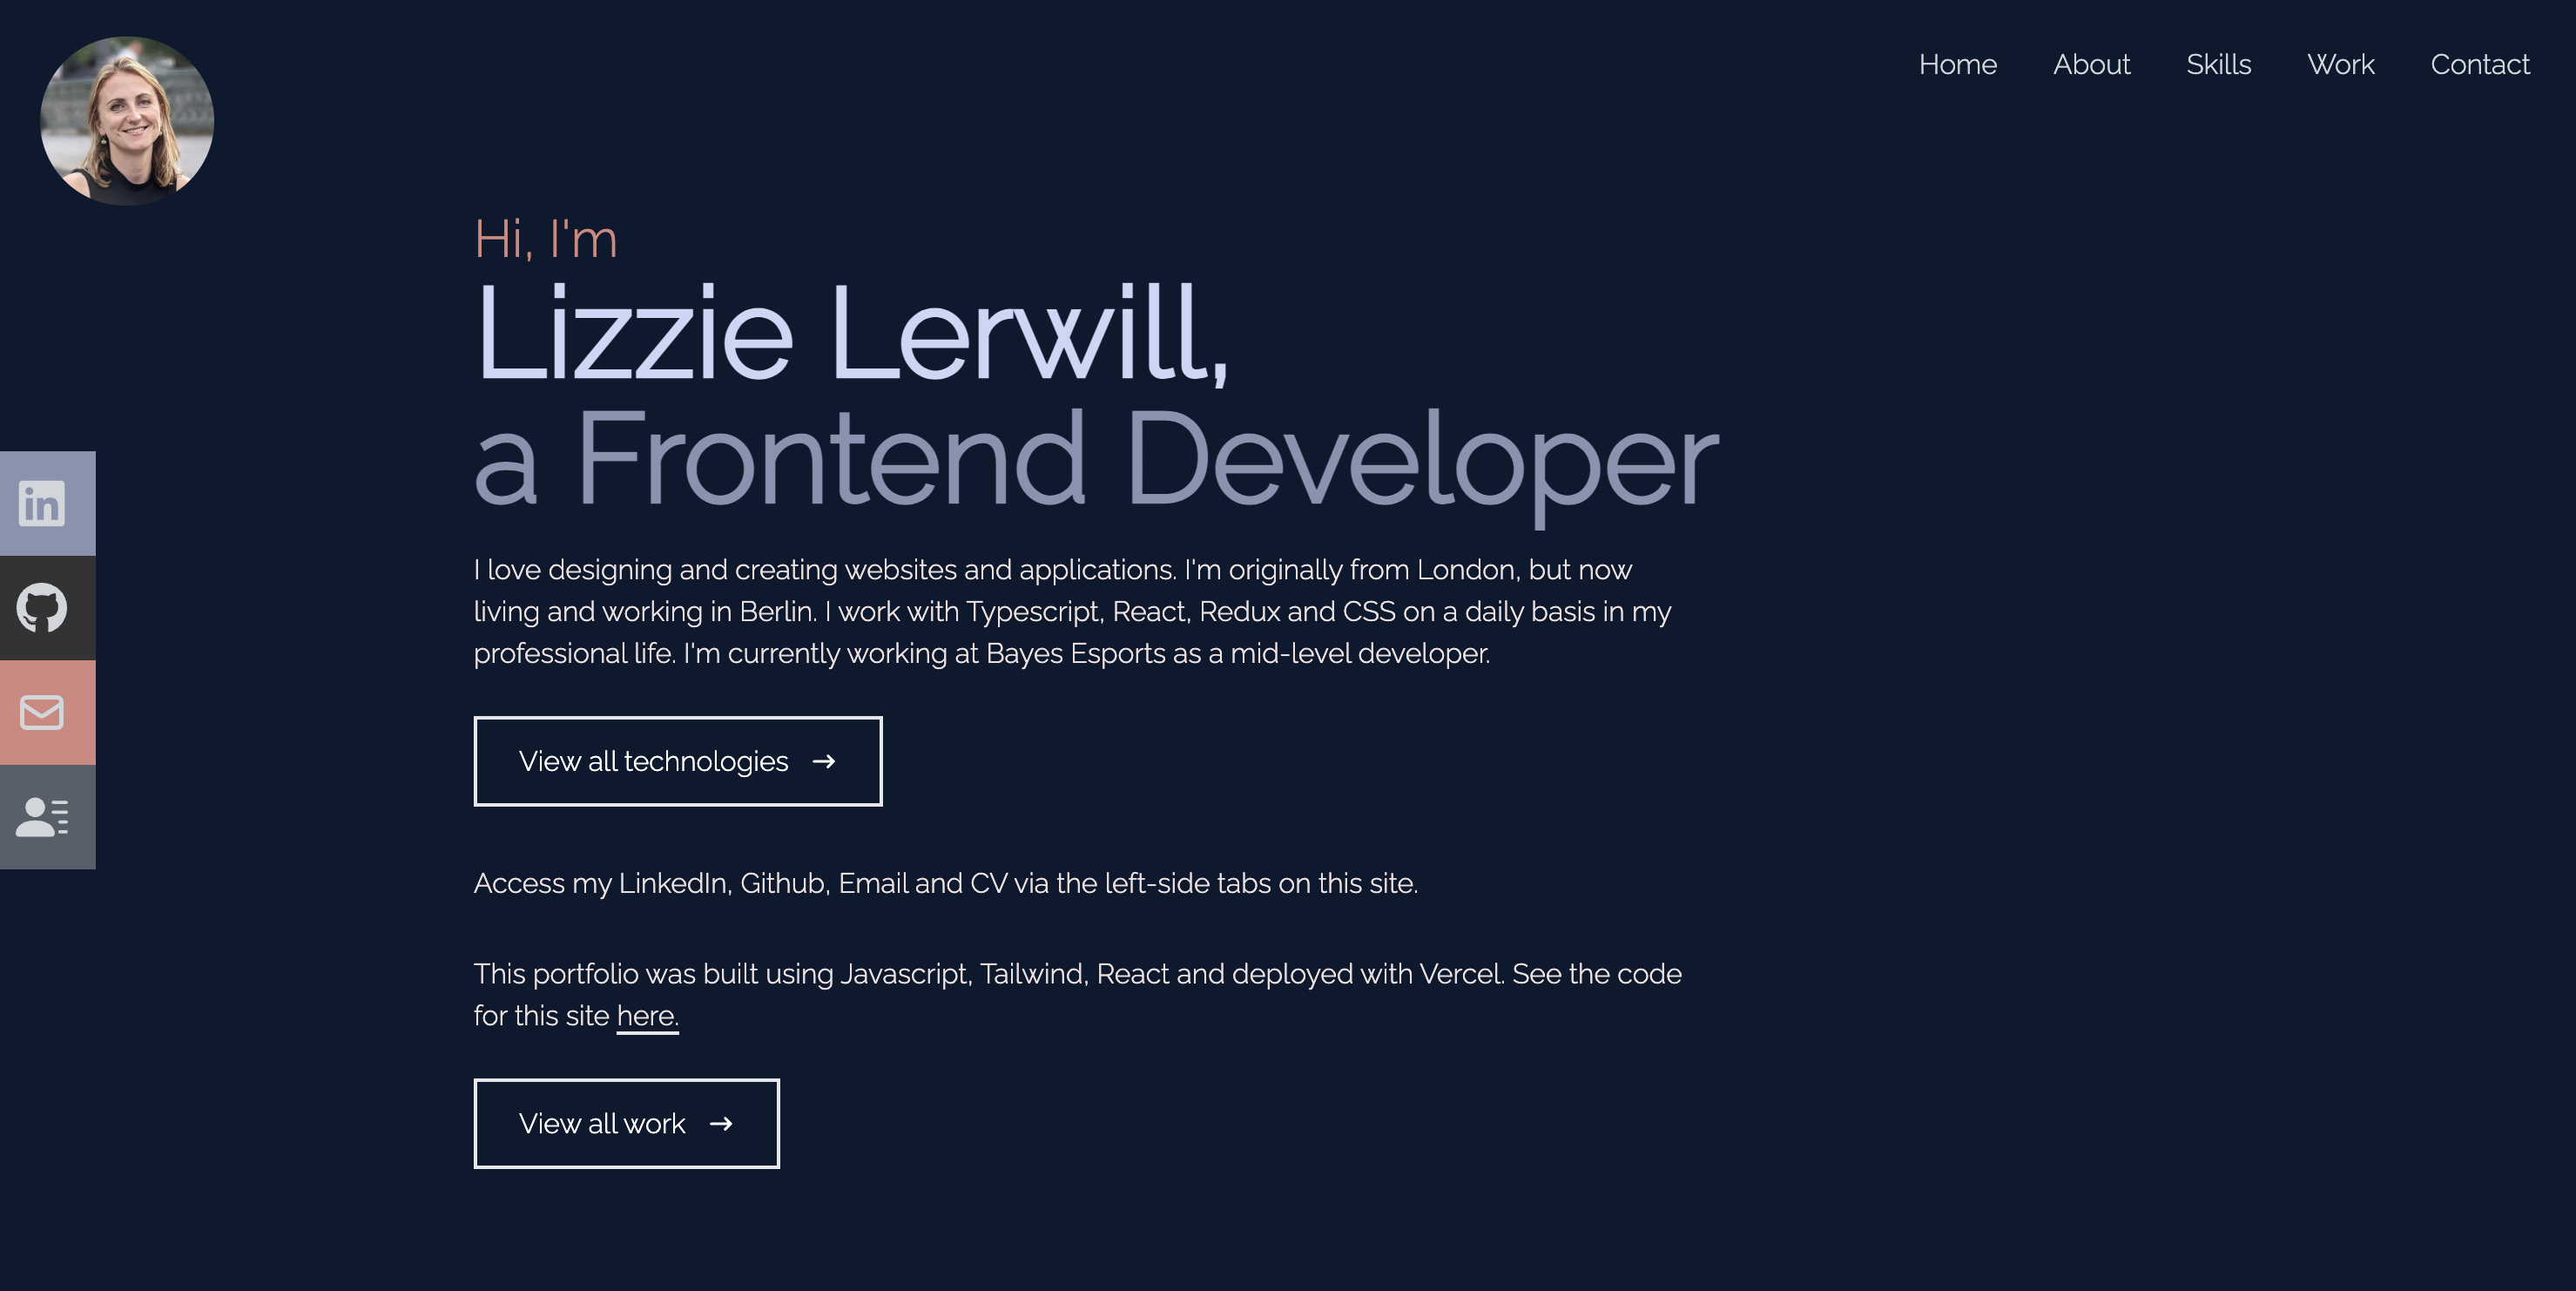 Home About Skills Work Contact
Hi, I'm
Lizzie Lerwill,
a Frontend Developer
in
I love designing and creating websites and applications. I'm originally from London, but now
living and working in Berlin. I work with Typescript, React, Redux and CSS on a daily basis in my
professional life. I'm currently working at Bayes Esports as a mid-level developer.
View all technologies →
Access my LinkedIn, Github, Email and CV via the left-side tabs on this site.
This portfolio was built using Javascript, Tailwind, React and deployed with Vercel. See the code
for this site here.
View all work →